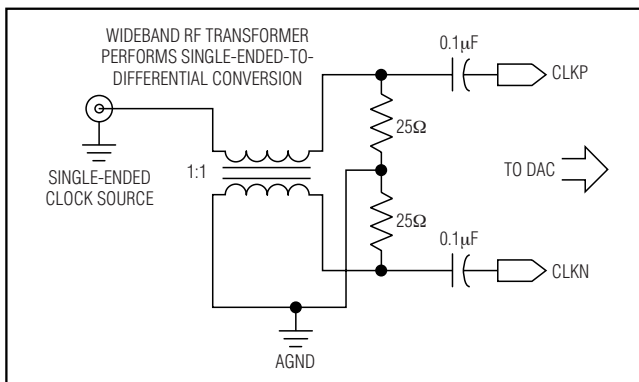 WIDEBAND RF TRANSFORMER
PERFORMS SINGLE-ENDED-TO-
DIFFERENTIAL CONVERSION
0.1µF
CLKP
25Ω
1:1
SINGLE-ENDED
CLOCK SOURCE
TO DAC
25Ω
0.1µF
CLKN
AGND